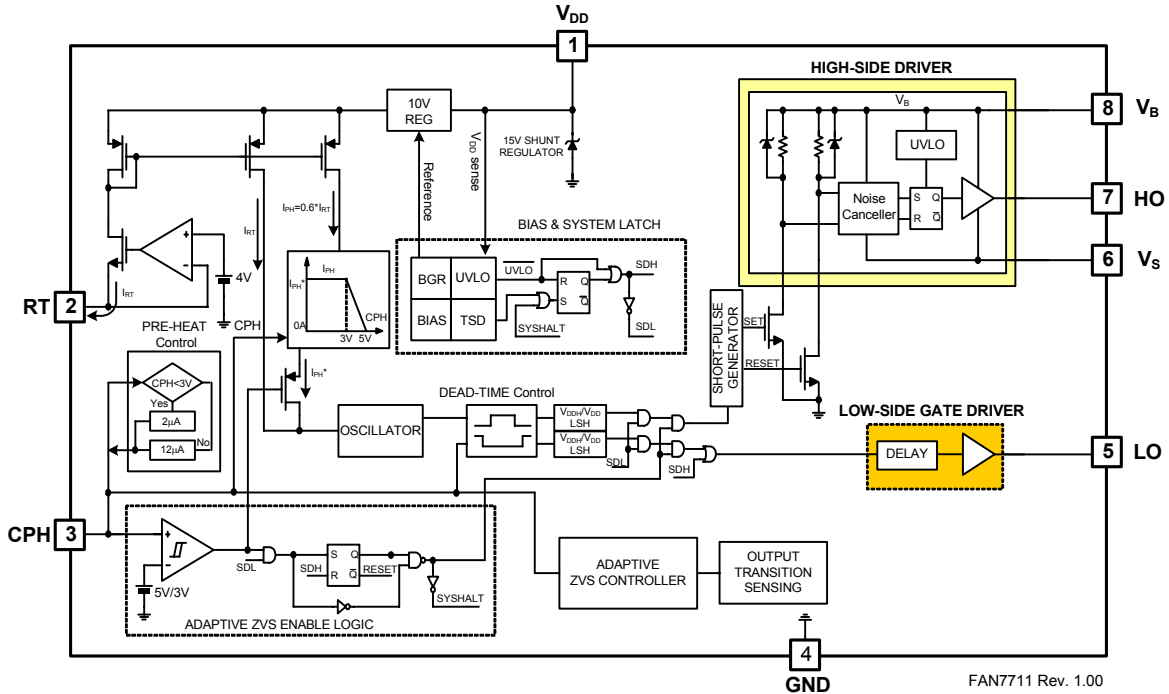 VDD
1
HIGH-SIDE DRIVER
10V
REG
VB
8
VB
15V SHUNT
REGULATOR
UVLO
Reference
VDD sense
Noise
Canceller
S
Q
R
Q
7
HO
IPH=0.6*IRT
IRT
BIAS & SYSTEM LATCH
6
VS
4V
IPH
IPH*
BGR
UVLO
UVLO
R
Q
SDH
RT
2
IRT
0A
CPH
3V
5V
BIAS
TSD
S
Q
SYSHALT
SDL
PRE-HEAT
Control
CPH
SHORT-PULSE
GENERATOR
SET
RESET
IPH*
CPH<3V
Yes
2μA
No
12μA
DEAD-TIME Control
OSCILLATOR
VDDH/VDD
LSH
VDDH/VDD
LSH
SDL
SDH
LOW-SIDE GATE DRIVER
DELAY
5
LO
CPH
3
+
-
SDL
S
Q
SDH
R
Q
RESET
5V/3V
SYSHALT
ADAPTIVE ZVS ENABLE LOGIC
ADAPTIVE
ZVS CONTROLLER
OUTPUT
TRANSITION
SENSING
4
GND
FAN7711 Rev. 1.00